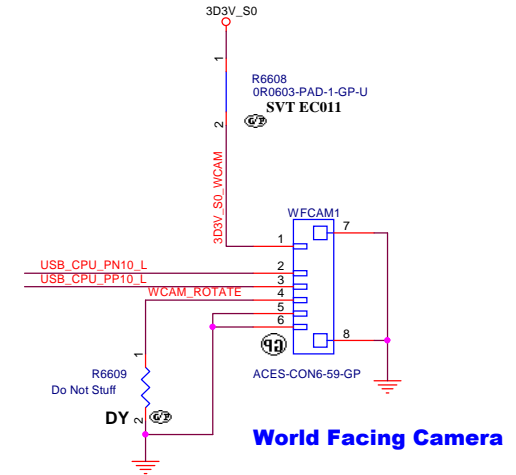 3D3V_S0
1
R6608
0R0603-PAD-1-GP-U
SVT EC011
2
G/P
3D3V_S0_WCAM
WFCAM1
7
1
USB_CPU_PN10_L
2
USB_CPU_PP10_L
3
WCAM_ROTATE
4
5
6
8
GP
ACES-CON6-59-GP
1
R6609
Do Not Stuff
DY
2
G/P
World Facing Camera